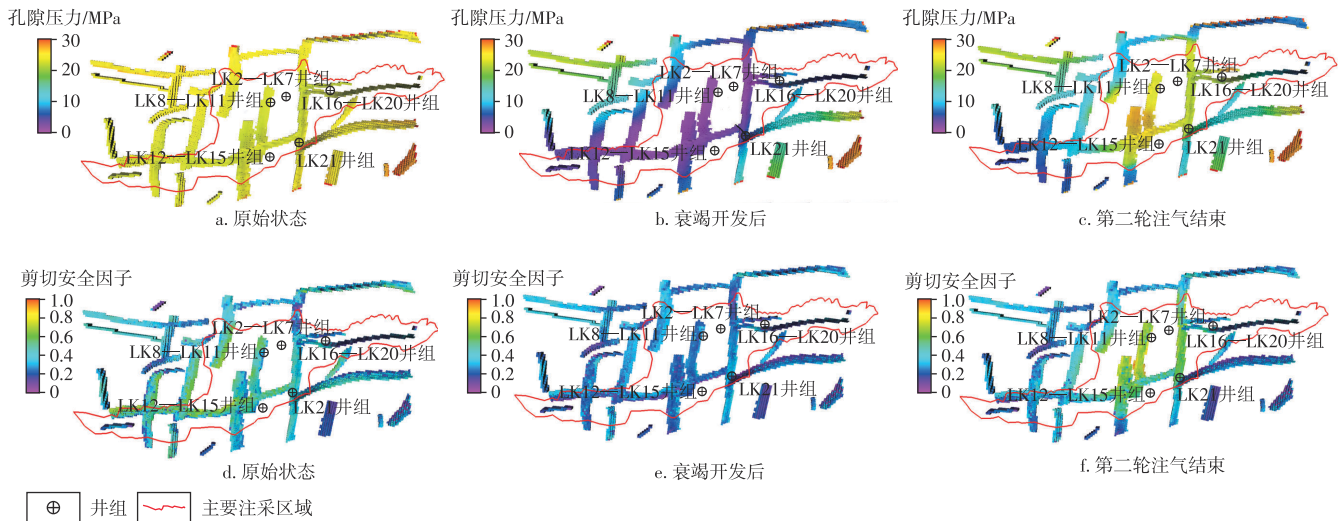 孔隙压力/MPa
30
20
10
0
LK2—LK7井组
LK8—LK11井组
LK16—LK20井组
LK12—LK15井组
LK21井组
a. 原始状态
孔隙压力/MPa
30
20
10
0
LK2—LK7井组
LK8—LK11井组
LK16—LK20井组
LK12—LK15井组
LK21井组
b. 衰竭开发后
孔隙压力/MPa
30
20
10
0
LK2—LK7井组
LK8—LK11井组
LK16—LK20井组
LK12—LK15井组
LK21井组
c. 第二轮注气结束
剪切安全因子
1.0
0.8
0.6
0.4
0.2
0
LK2—LK7井组
LK8—LK11井组
LK16—LK20井组
LK12—LK15井组
LK21井组
d. 原始状态
剪切安全因子
1.0
0.8
0.6
0.4
0.2
0
LK2—LK7井组
LK8—LK11井组
LK16—LK20井组
LK12—LK15井组
LK21井组
e. 衰竭开发后
剪切安全因子
1.0
0.8
0.6
0.4
0.2
0
LK2—LK7井组
LK8—LK11井组
LK16—LK20井组
LK12—LK15井组
LK21井组
f. 第二轮注气结束
井组
主要注采区域